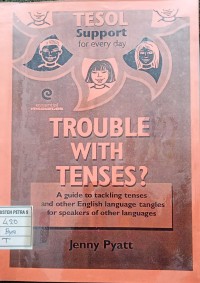 TESOL
Support
for every day
TROUBLE
WITH
TENSES?
A guide to tackling tenses
and other English language tangles
for speakers of other languages
Jenny Pyatt